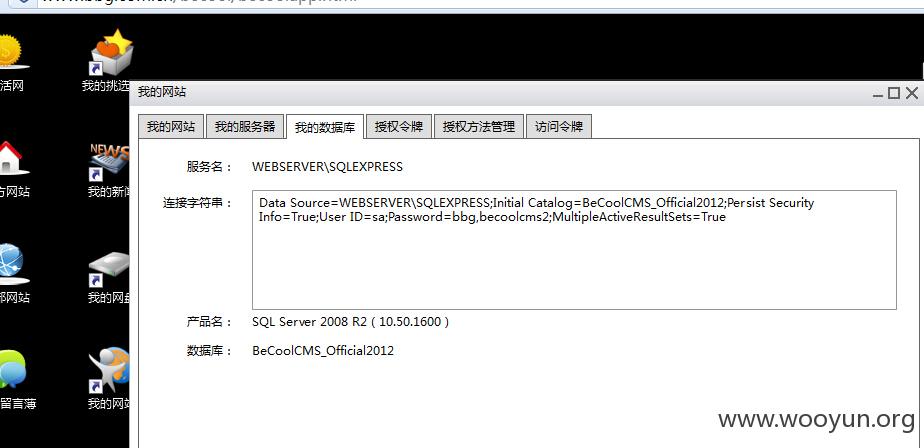 我的网站
活网
我的挑选
我的网站 我的服务器 我的数据库 授权令牌 授权方法管理 访问令牌
服务名： WEBSERVER\SQLEXPRESS
连接字符串： Data Source=WEBSERVER\SQLEXPRESS;Initial Catalog=BeCoolCMS_Official2012;Persist Security
Info=True;User ID=sa;Password=bbg,becoolcms2;MultipleActiveResultSets=True
NEWS
方网站
我的新闻
部网站
我的网盘
产品名： SQL Server 2008 R2 ( 10.50.1600 )
数据库： BeCoolCMS_Official2012
留言薄
我的网站
www.wooyun.org